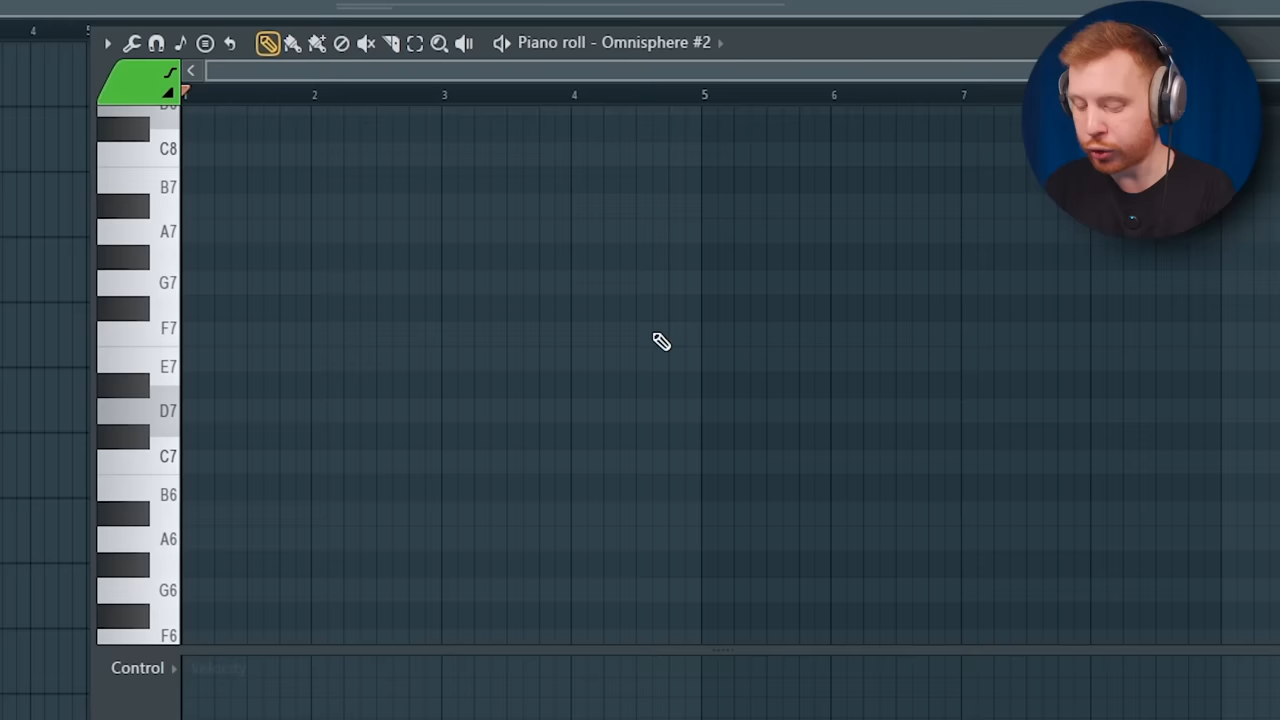 4
Piano roll - Omnisphere #2
2 3 4 5 6 7
C8
B7
A7
G7
F7
E7
D7
C7
B6
A6
G6
F6
Control
Velocity